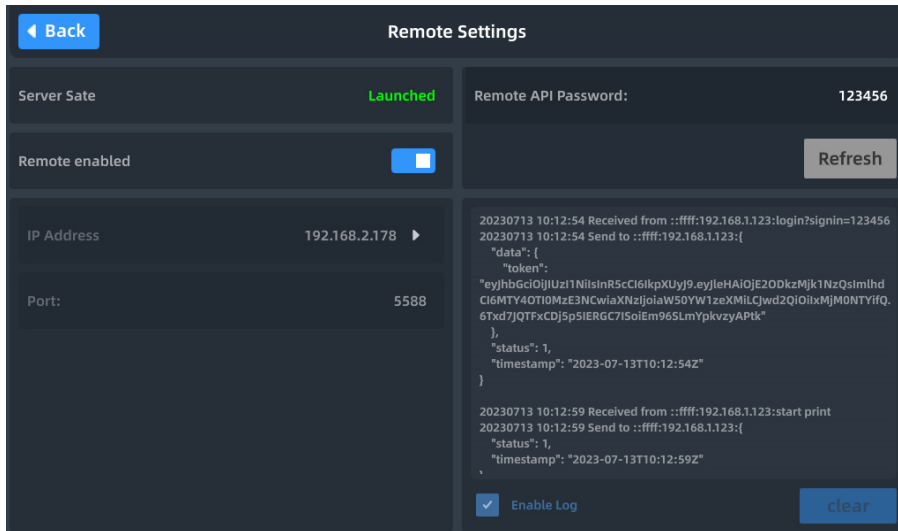 Back
Remote Settings
Server Sate
Launched
Remote enabled
IP Address
192.168.2.178
Port:
5588
Remote API Password:
123456
Refresh
20230713 10:12:54 Received from ::ffff:192.168.1.123:login?signin=123456
20230713 10:12:54 Send to ::ffff:192.168.1.123:{
"data": {
"token":
"eyJhbGciOiJIUzI1NiIsInR5cCI6IkpXUyJ9.eyJleHAiOjE2ODkzMjk1NzQsImlhd
CI6MTY4OTI0MzE3NCwiaXNzIjoiaW50YW1zeXMiLCJwd2QiOiIxMjM0NTYifQ.
6Txd7JQTFxCDj5p5IERGC7ISoiEm96SLmYpkvzyAPtk"
},
"status": 1,
"timestamp": "2023-07-13T10:12:54Z"
}
20230713 10:12:59 Received from ::ffff:192.168.1.123:start print
20230713 10:12:59 Send to ::ffff:192.168.1.123:{
"status": 1,
"timestamp": "2023-07-13T10:12:59Z"
Enable Log
clear